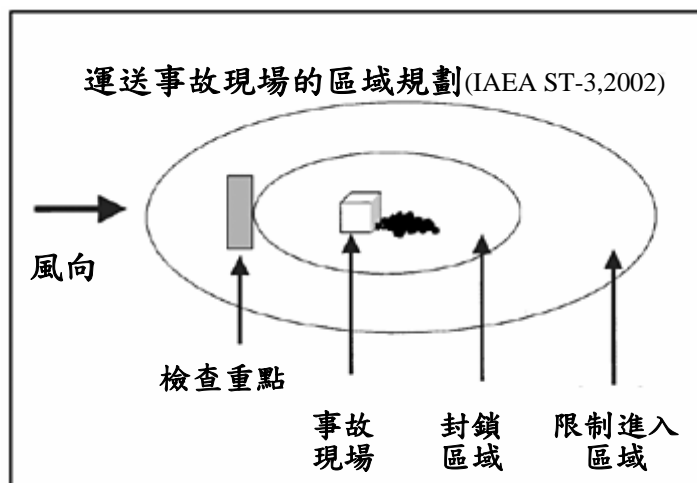 運送事故現場的區域規劃(IAEA ST-3,2002)
風向
檢查重點
事故
現場
封鎖
區域
限制進入
區域